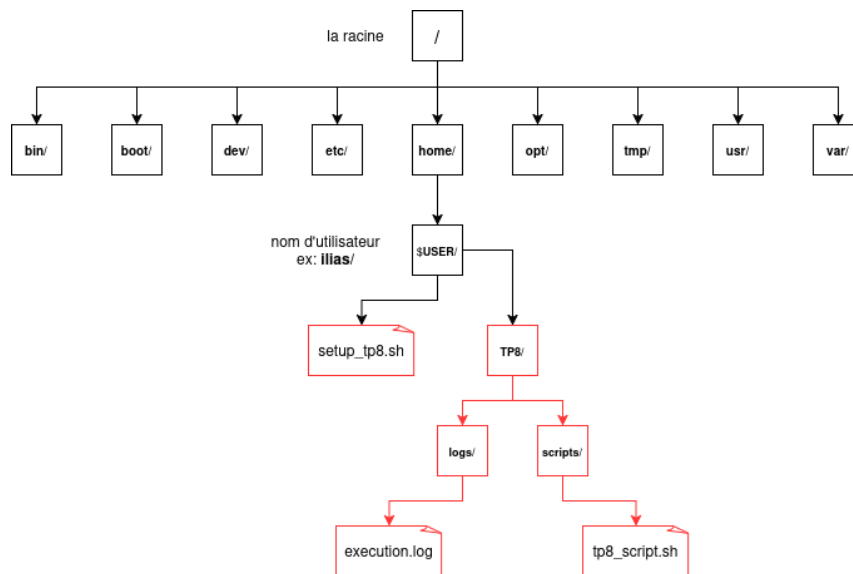 la racine
/
bin/
boot/
dev/
etc/
home/
opt/
tmp/
usr/
var/
nom d'utilisateur
ex: ilias/
$USER/
setup_tp8.sh
TP8/
logs/
scripts/
execution.log
tp8_script.sh